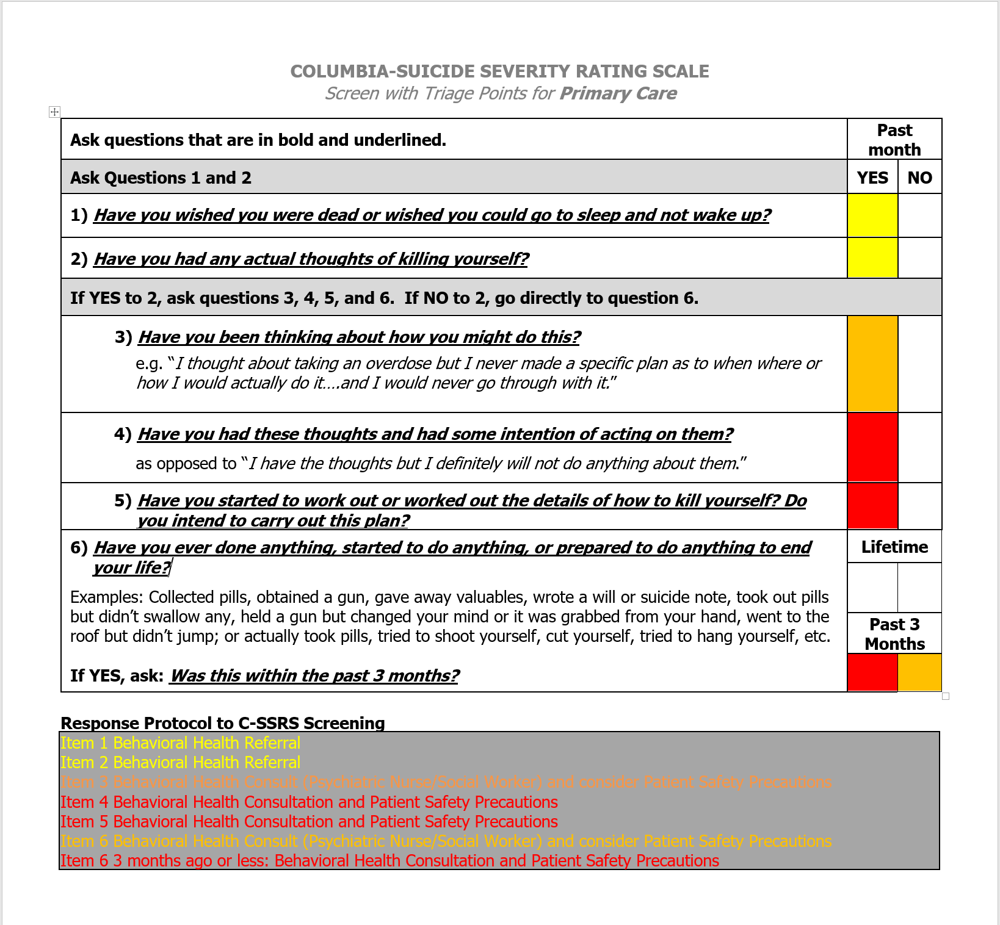 COLUMBIA-SUICIDE SEVERITY RATING SCALE
Screen with Triage Points for Primary Care
Ask questions that are in bold and underlined.
Past
month
Ask Questions 1 and 2
YES
NO
1) Have you wished you were dead or wished you could go to sleep and not wake up?
2) Have you had any actual thoughts of killing yourself?
If YES to 2, ask questions 3, 4, 5, and 6.  If NO to 2, go directly to question 6.
3) Have you been thinking about how you might do this?
e.g. “I thought about taking an overdose but I never made a specific plan as to when where or
how I would actually do it….and I would never go through with it.”
4) Have you had these thoughts and had some intention of acting on them?
as opposed to “I have the thoughts but I definitely will not do anything about them.”
5) Have you started to work out or worked out the details of how to kill yourself? Do
you intend to carry out this plan?
6) Have you ever done anything, started to do anything, or prepared to do anything to end
your life?
Lifetime
Examples: Collected pills, obtained a gun, gave away valuables, wrote a will or suicide note, took out pills
but didn’t swallow any, held a gun but changed your mind or it was grabbed from your hand, went to the
roof but didn’t jump; or actually took pills, tried to shoot yourself, cut yourself, tried to hang yourself, etc.
Past 3
Months
If YES, ask: Was this within the past 3 months?
Response Protocol to C-SSRS Screening
Item 1 Behavioral Health Referral
Item 2 Behavioral Health Referral
Item 3 Behavioral Health Consult (Psychiatric Nurse/Social Worker) and consider Patient Safety Precautions
Item 4 Behavioral Health Consultation and Patient Safety Precautions
Item 5 Behavioral Health Consultation and Patient Safety Precautions
Item 6 Behavioral Health Consult (Psychiatric Nurse/Social Worker) and consider Patient Safety Precautions
Item 6 3 months ago or less: Behavioral Health Consultation and Patient Safety Precautions